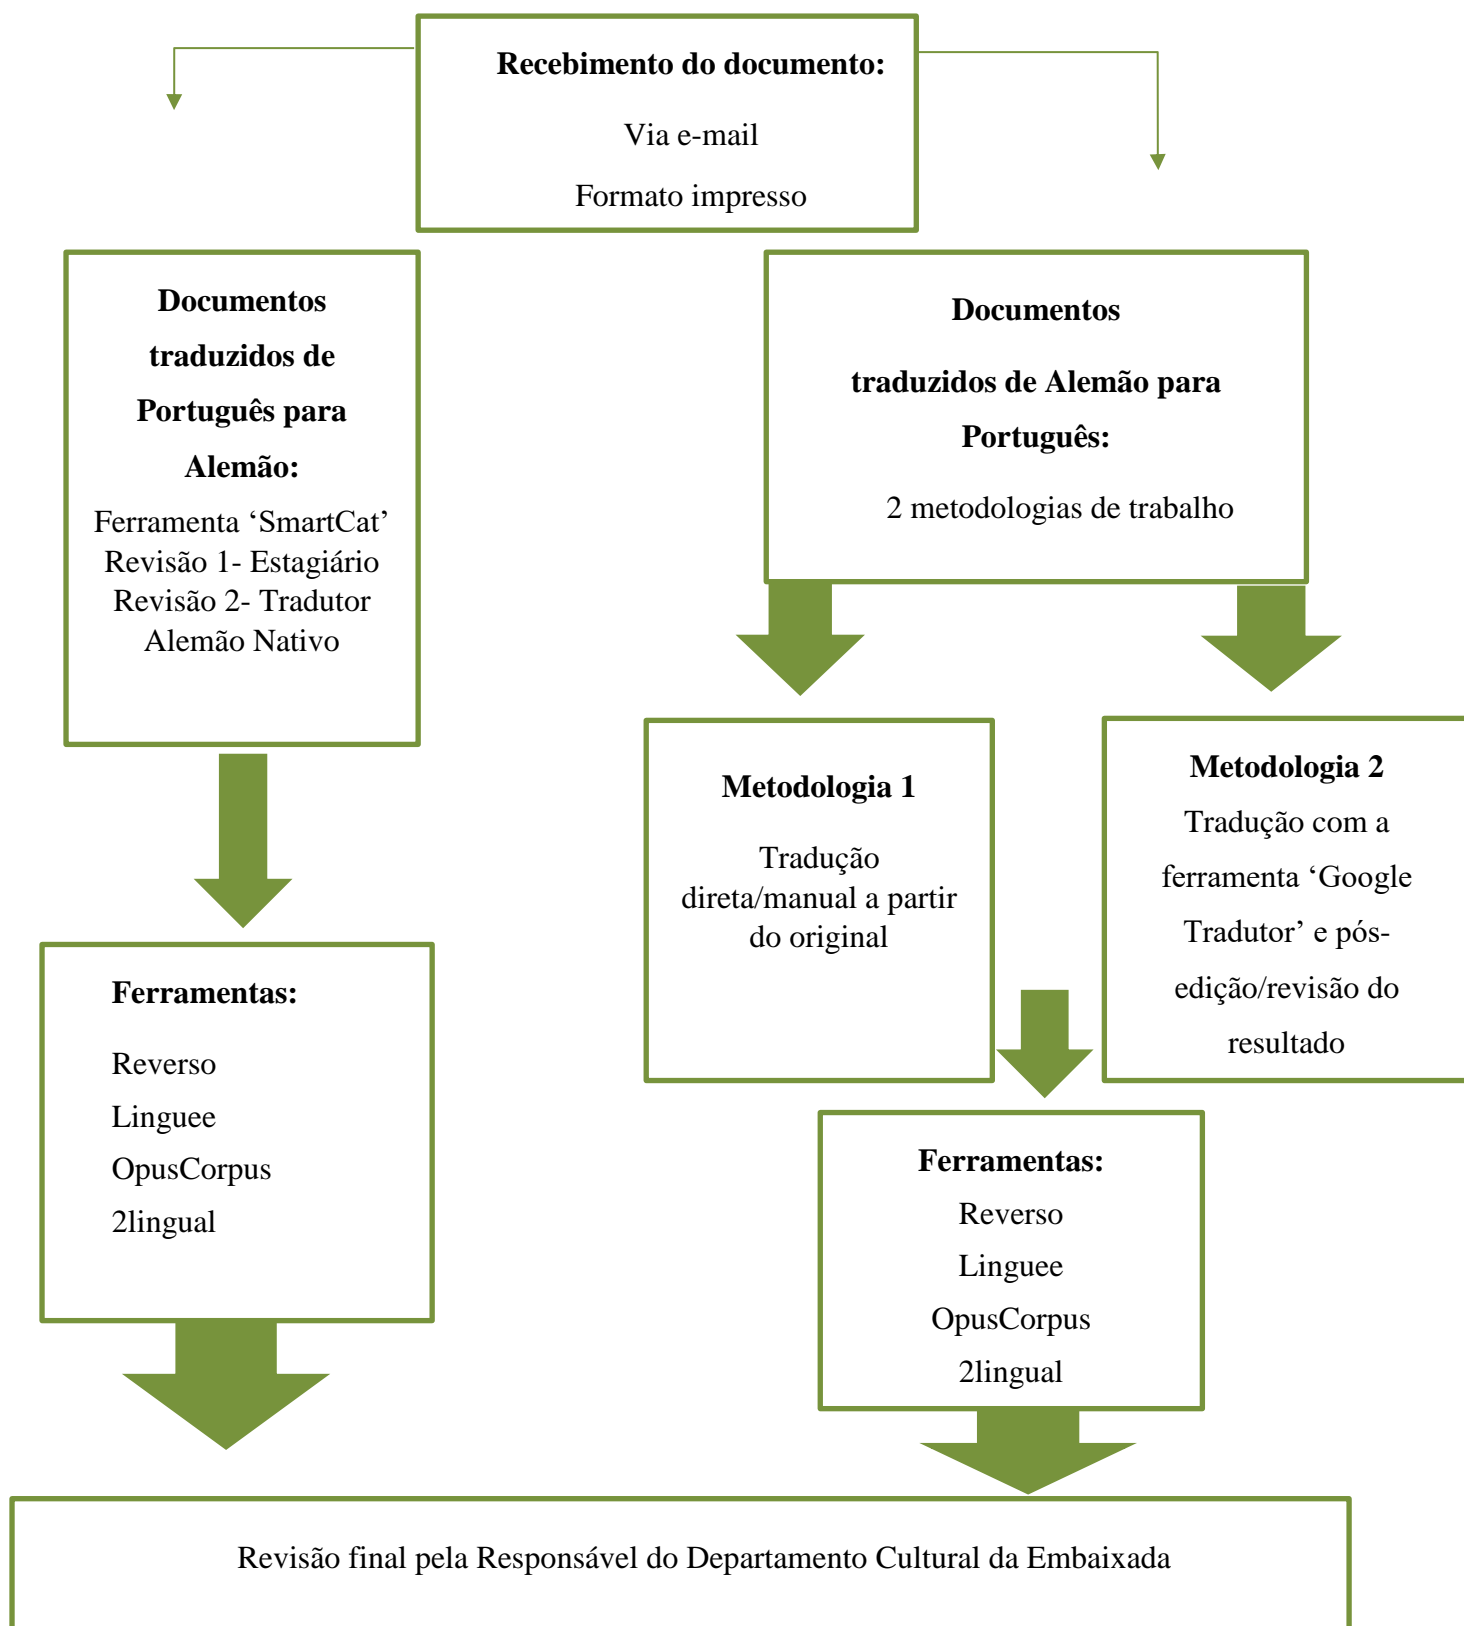 Recebimento do documento:
Via e-mail
Formato impresso
Documentos
traduzidos de
Português para
Alemão:
Ferramenta ‘SmartCat’
Revisão 1- Estagiário
Revisão 2- Tradutor
Alemão Nativo
Documentos
traduzidos de Alemão para
Português:
2 metodologias de trabalho
Metodologia 1
Tradução
direta/manual a partir
do original
Metodologia 2
Tradução com a
ferramenta ‘Google
Tradutor’ e pós-
edição/revisão do
resultado
Ferramentas:
Reverso
Linguee
OpusCorpus
2lingual
Ferramentas:
Reverso
Linguee
OpusCorpus
2lingual
Revisão final pela Responsável do Departamento Cultural da Embaixada